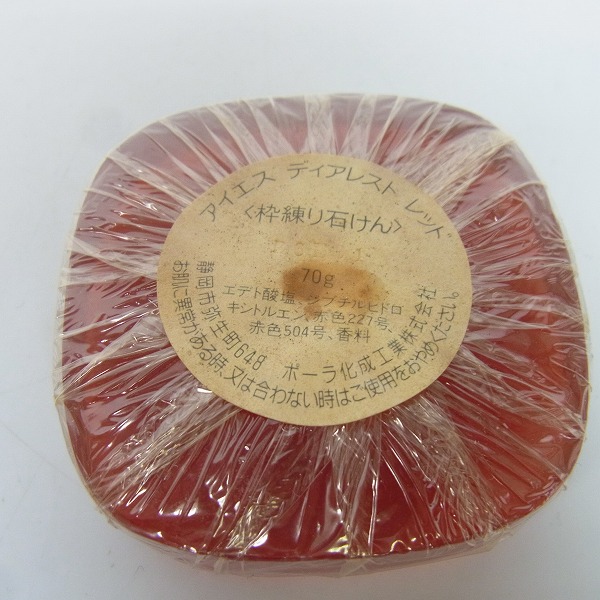 アイエス ディアレスト レッド
〈枠練り石けん〉
70g
エデト酸塩、ジブチルヒドロ
キシトルエン、赤色227号、
赤色504号、香料
静岡市弥生町648 ポーラ化成工業株式会社
お肌に異常がある時、又は合わない時はご使用をおやめください。